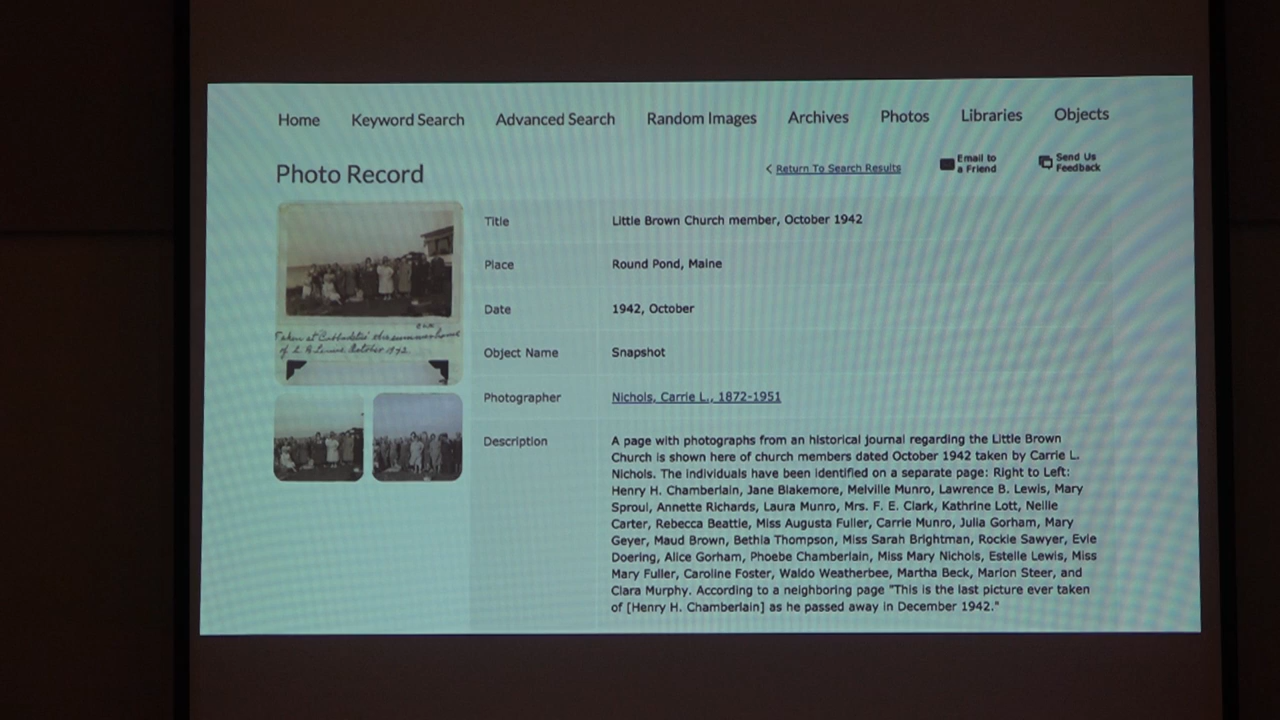 Home Keyword Search Advanced Search Random Images Archives Photos Libraries Objects
Photo Record
Return To Search Results
Email to
a Friend
Send Us
Feedback
Taken at
summer home
of L. B. Lewis. October 1942
Title Little Brown Church member, October 1942
Place Round Pond, Maine
Date 1942, October
Object Name Snapshot
Photographer Nichols, Carrie L., 1872-1951
Description A page with photographs from an historical journal regarding the Little Brown
Church is shown here of church members dated October 1942 taken by Carrie L.
Nichols. The individuals have been identified on a separate page: Right to Left:
Henry H. Chamberlain, Jane Blakemore, Melville Munro, Lawrence B. Lewis, Mary
Sproul, Annette Richards, Laura Munro, Mrs. F. E. Clark, Kathrine Lott, Nellie
Carter, Rebecca Beattie, Miss Augusta Fuller, Carrie Munro, Julia Gorham, Mary
Geyer, Maud Brown, Bethia Thompson, Miss Sarah Brightman, Rockie Sawyer, Evie
Doering, Alice Gorham, Phoebe Chamberlain, Miss Mary Nichols, Estelle Lewis, Miss
Mary Fuller, Caroline Foster, Waldo Weatherbee, Martha Beck, Marion Steer, and
Clara Murphy. According to a neighboring page "This is the last picture ever taken
of [Henry H. Chamberlain] as he passed away in December 1942."